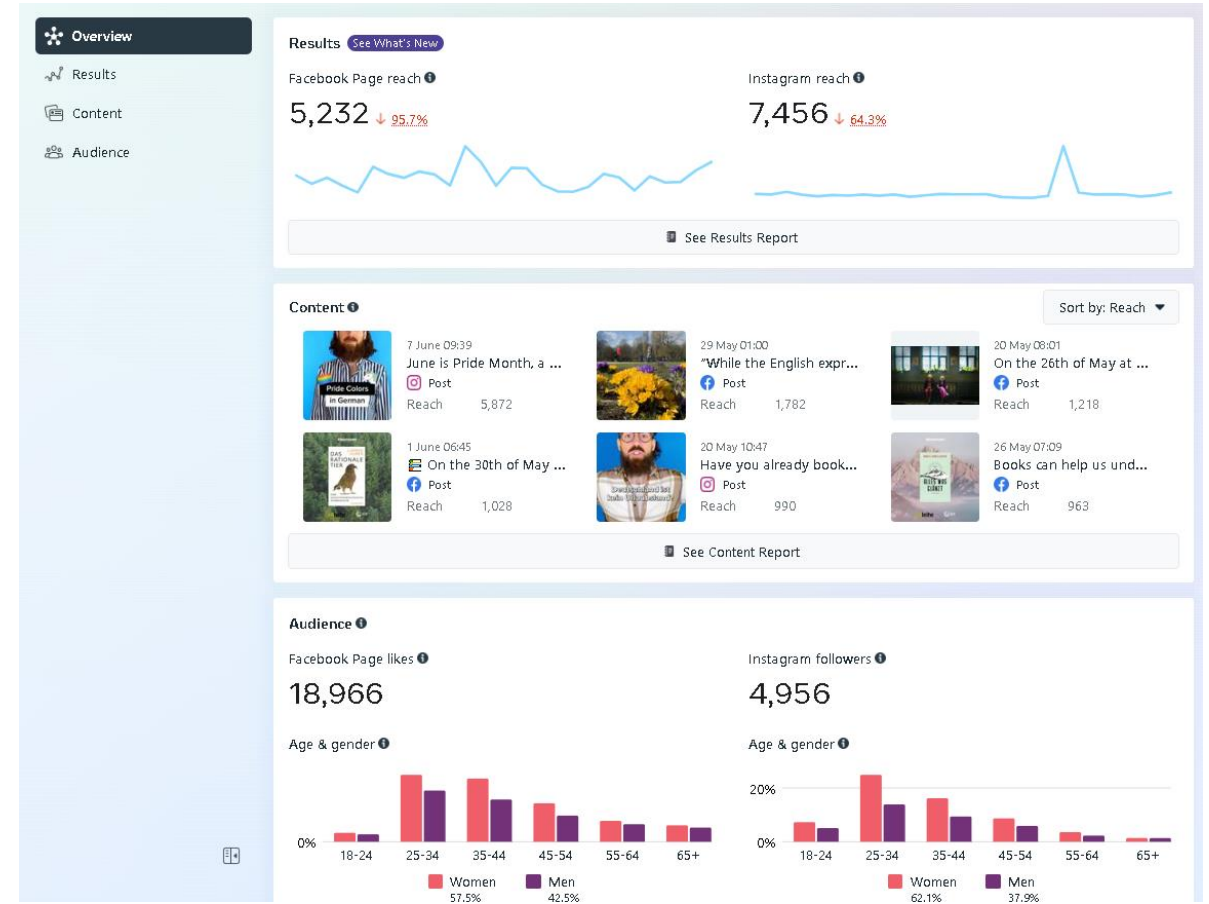 Overview
Results
Content
Audience
Results See What's New
Facebook Page reach
5,232 ↓ 95.7%
Instagram reach
7,456 ↓ 64.3%
See Results Report
Content
Sort by: Reach
7 June 09:39
June is Pride Month, a ...
Post
Reach 5,872
Pride Colors
in German
29 May 01:00
"While the English expr...
Post
Reach 1,782
20 May 08:01
On the 26th of May at ...
Post
Reach 1,218
1 June 06:45
On the 30th of May ...
Post
Reach 1,028
DAS
RATIONALE
TIER
20 May 10:47
Have you already book...
Post
Reach 990
Deutschland ist
kein Urlaubsland?
26 May 07:09
Books can help us und...
Post
Reach 963
See Content Report
Audience
Facebook Page likes
18,966
Age & gender
0%
18-24 25-34 35-44 45-54 55-64 65+
Women Men
57.5% 42.5%
Instagram followers
4,956
Age & gender
20%
0%
18-24 25-34 35-44 45-54 55-64 65+
Women Men
62.1% 37.9%